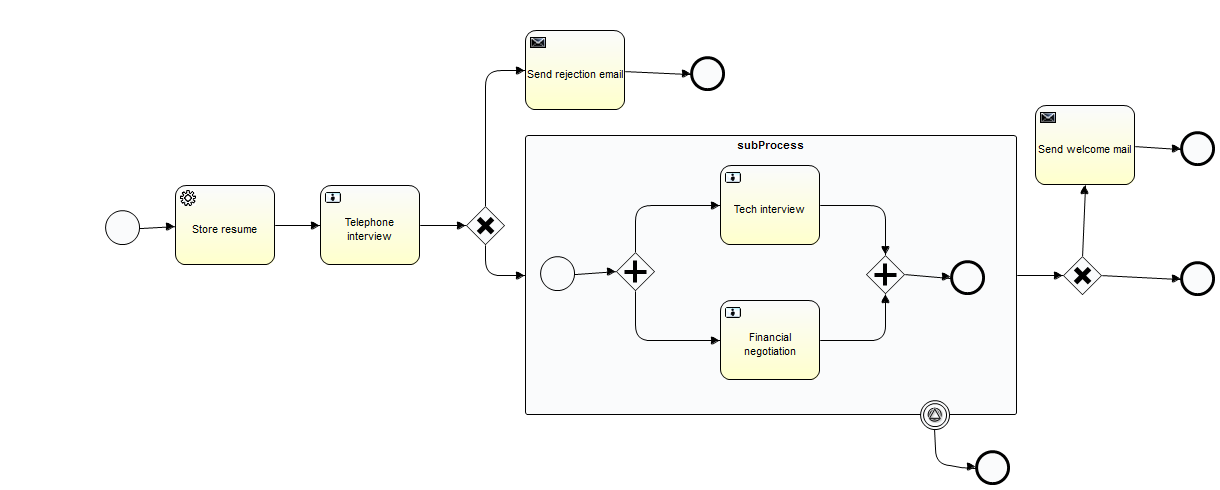 Send rejection email
subProcess
Send welcome mail
Store resume
Telephone
interview
Tech interview
Financial
negotiation